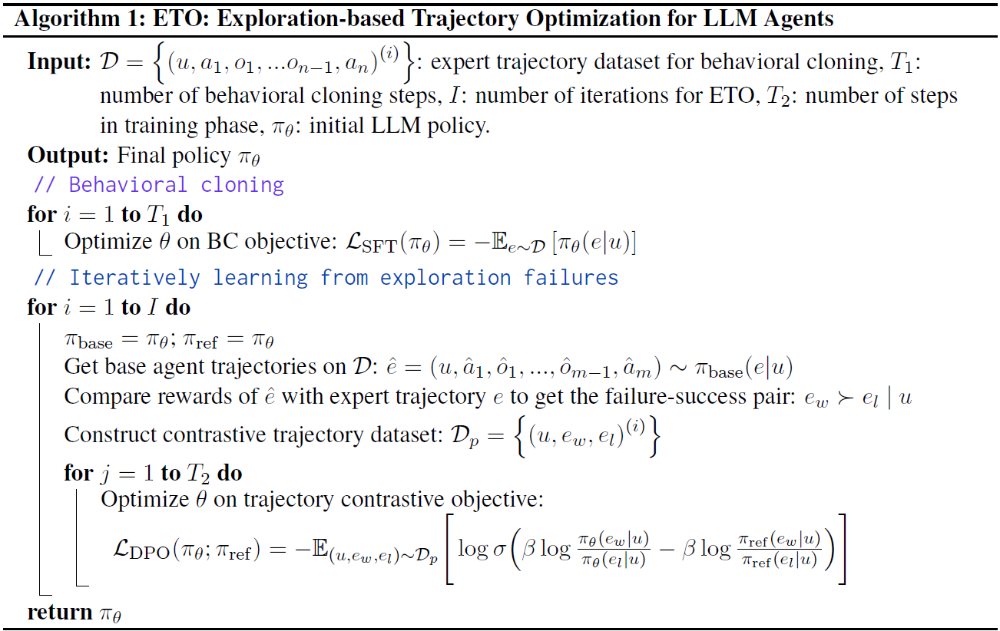 Algorithm 1: ETO: Exploration-based Trajectory Optimization for LLM Agents
Input: $\mathcal{D} = \left\{(u, a_1, o_1, ...o_{n-1}, a_n)^{(i)}\right\}$: expert trajectory dataset for behavioral cloning, $T_1$:
number of behavioral cloning steps, $I$: number of iterations for ETO, $T_2$: number of steps
in training phase, $\pi_\theta$: initial LLM policy.
Output: Final policy $\pi_\theta$
// Behavioral cloning
for $i = 1$ to $T_1$ do
Optimize $\theta$ on BC objective: $\mathcal{L}_{\mathrm{SFT}}(\pi_\theta) = -\mathbb{E}_{e \sim \mathcal{D}}\left[\pi_\theta(e|u)\right]$
// Iteratively learning from exploration failures
for $i = 1$ to $I$ do
$\pi_{\mathrm{base}} = \pi_\theta$; $\pi_{\mathrm{ref}} = \pi_\theta$
Get base agent trajectories on $\mathcal{D}$: $\hat{e} = (u, \hat{a}_1, \hat{o}_1, ..., \hat{o}_{m-1}, \hat{a}_m) \sim \pi_{\mathrm{base}}(e|u)$
Compare rewards of $\hat{e}$ with expert trajectory $e$ to get the failure-success pair: $e_w \succ e_l \mid u$
Construct contrastive trajectory dataset: $\mathcal{D}_p = \left\{(u, e_w, e_l)^{(i)}\right\}$
for $j = 1$ to $T_2$ do
Optimize $\theta$ on trajectory contrastive objective:
$\mathcal{L}_{\mathrm{DPO}}(\pi_\theta; \pi_{\mathrm{ref}}) = -\mathbb{E}_{(u,e_w,e_l)\sim\mathcal{D}_p}\left[\log \sigma\left(\beta \log \frac{\pi_\theta(e_w|u)}{\pi_\theta(e_l|u)} - \beta \log \frac{\pi_{\mathrm{ref}}(e_w|u)}{\pi_{\mathrm{ref}}(e_l|u)}\right)\right]$
return $\pi_\theta$